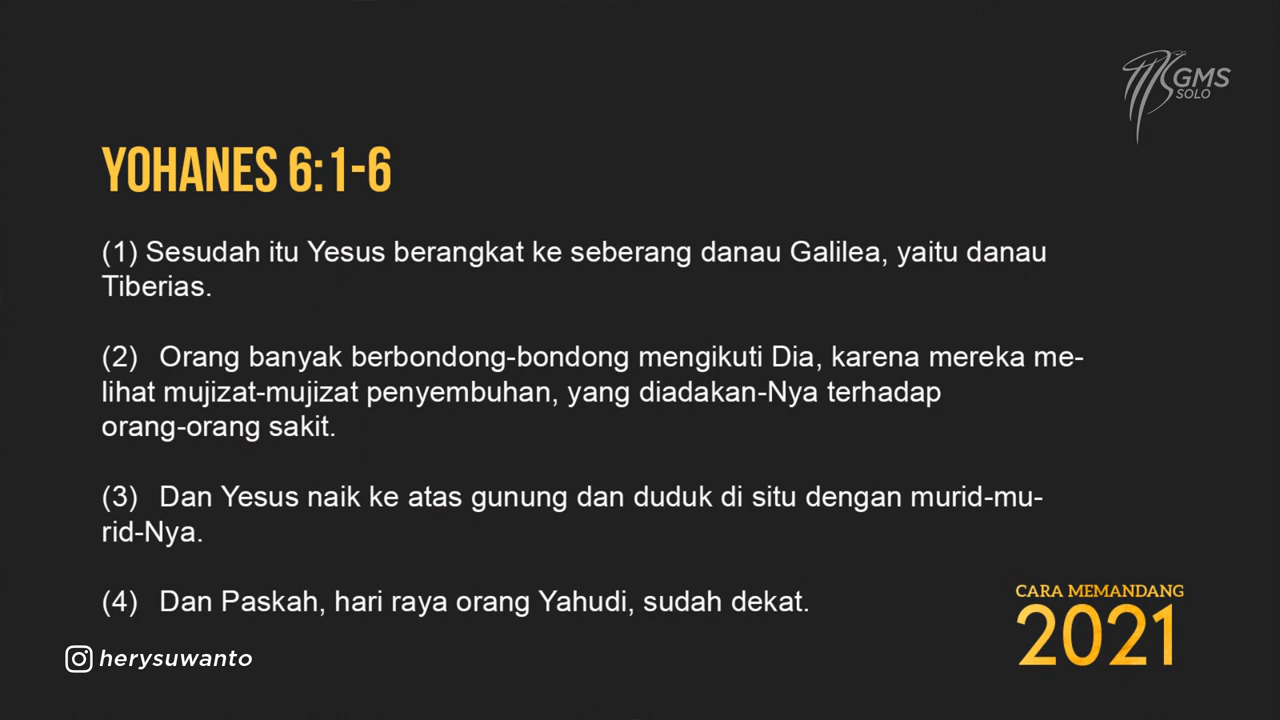 GMS
SOLO
YOHANES 6:1-6
(1) Sesudah itu Yesus berangkat ke seberang danau Galilea, yaitu danau
Tiberias.
(2) Orang banyak berbondong-bondong mengikuti Dia, karena mereka me-
lihat mujizat-mujizat penyembuhan, yang diadakan-Nya terhadap
orang-orang sakit.
(3) Dan Yesus naik ke atas gunung dan duduk di situ dengan murid-mu-
rid-Nya.
(4) Dan Paskah, hari raya orang Yahudi, sudah dekat.
CARA MEMANDANG
2021
herysuwanto